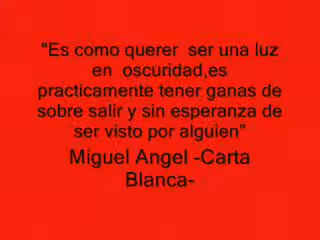 "Es como querer ser una luz
en oscuridad,es
practicamente tener ganas de
sobre salir y sin esperanza de
ser visto por alguien"
Miguel Angel -Carta
Blanca-